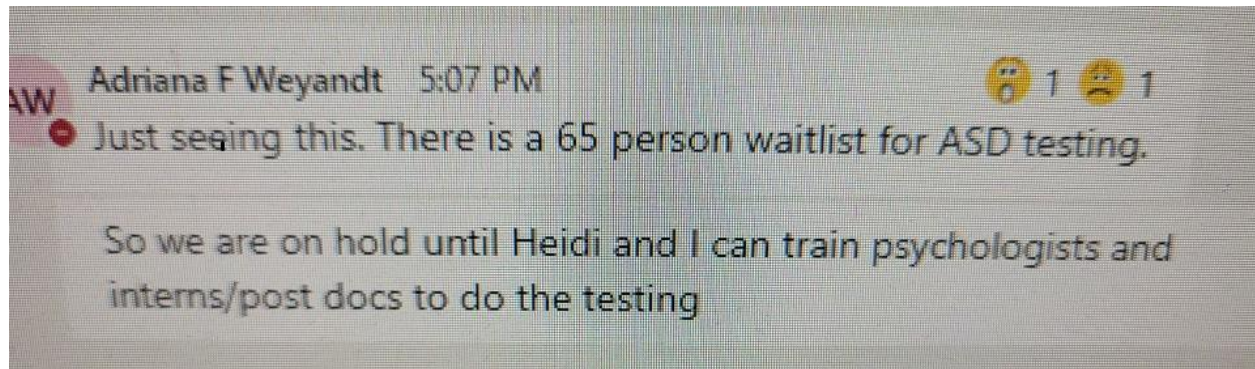 AW
Adriana F Weyandt 5:07 PM
1 1
Just seeing this. There is a 65 person waitlist for ASD testing.
So we are on hold until Heidi and I can train psychologists and
interns/post docs to do the testing